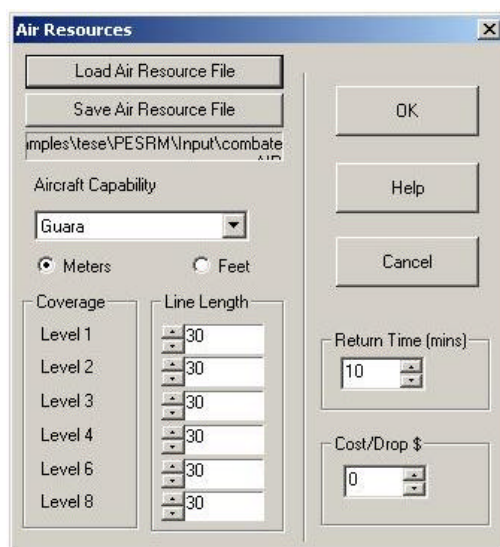 Air Resources
Load Air Resource File
Save Air Resource File
imples\tese\PESRM\Input\combate
Aircraft Capability
Guara
Meters
Feet
Coverage
Line Length
Level 1
30
Level 2
30
Level 3
30
Level 4
30
Level 6
30
Level 8
30
OK
Help
Cancel
Return Time (mins)
10
Cost/Drop $
0